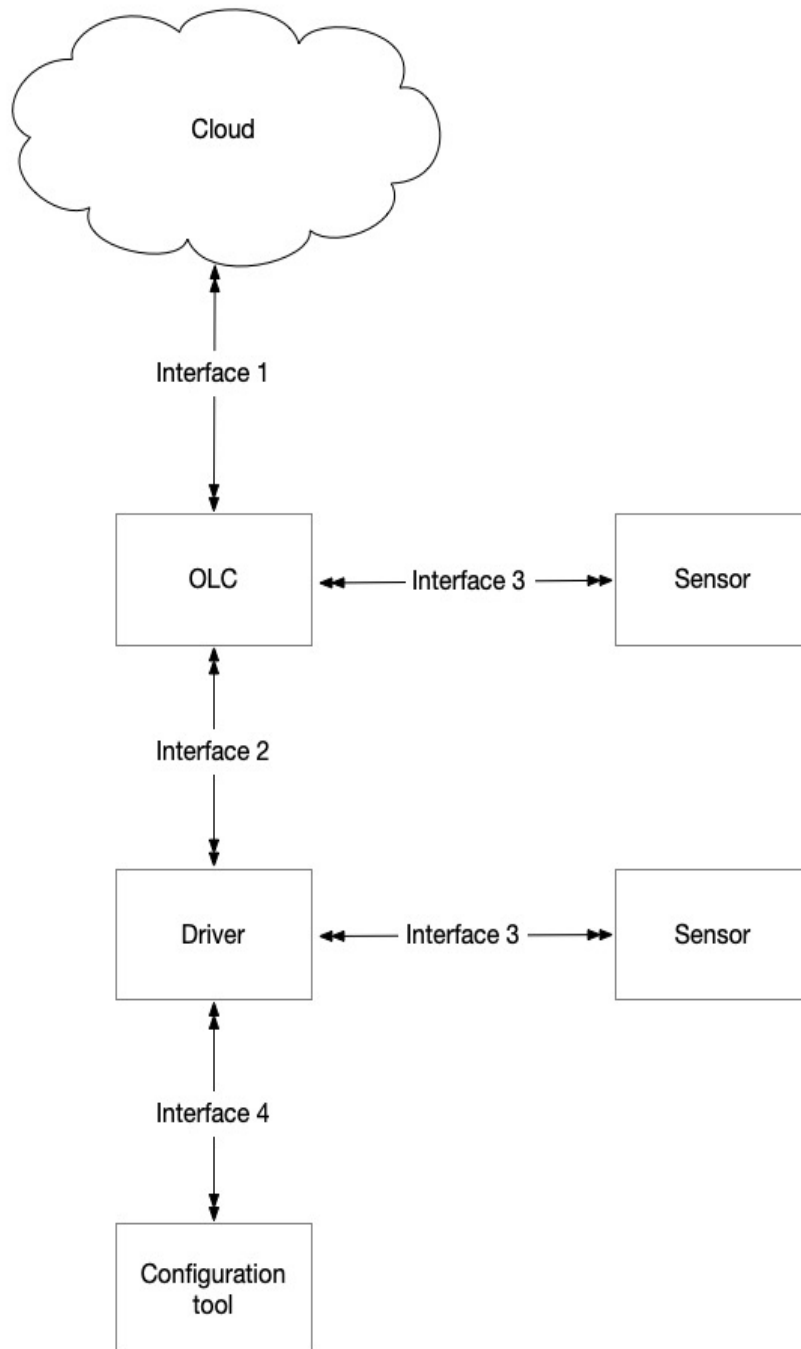 Cloud
Interface 1
OLC
Interface 3
Sensor
Interface 2
Driver
Interface 3
Sensor
Interface 4
Configuration
tool